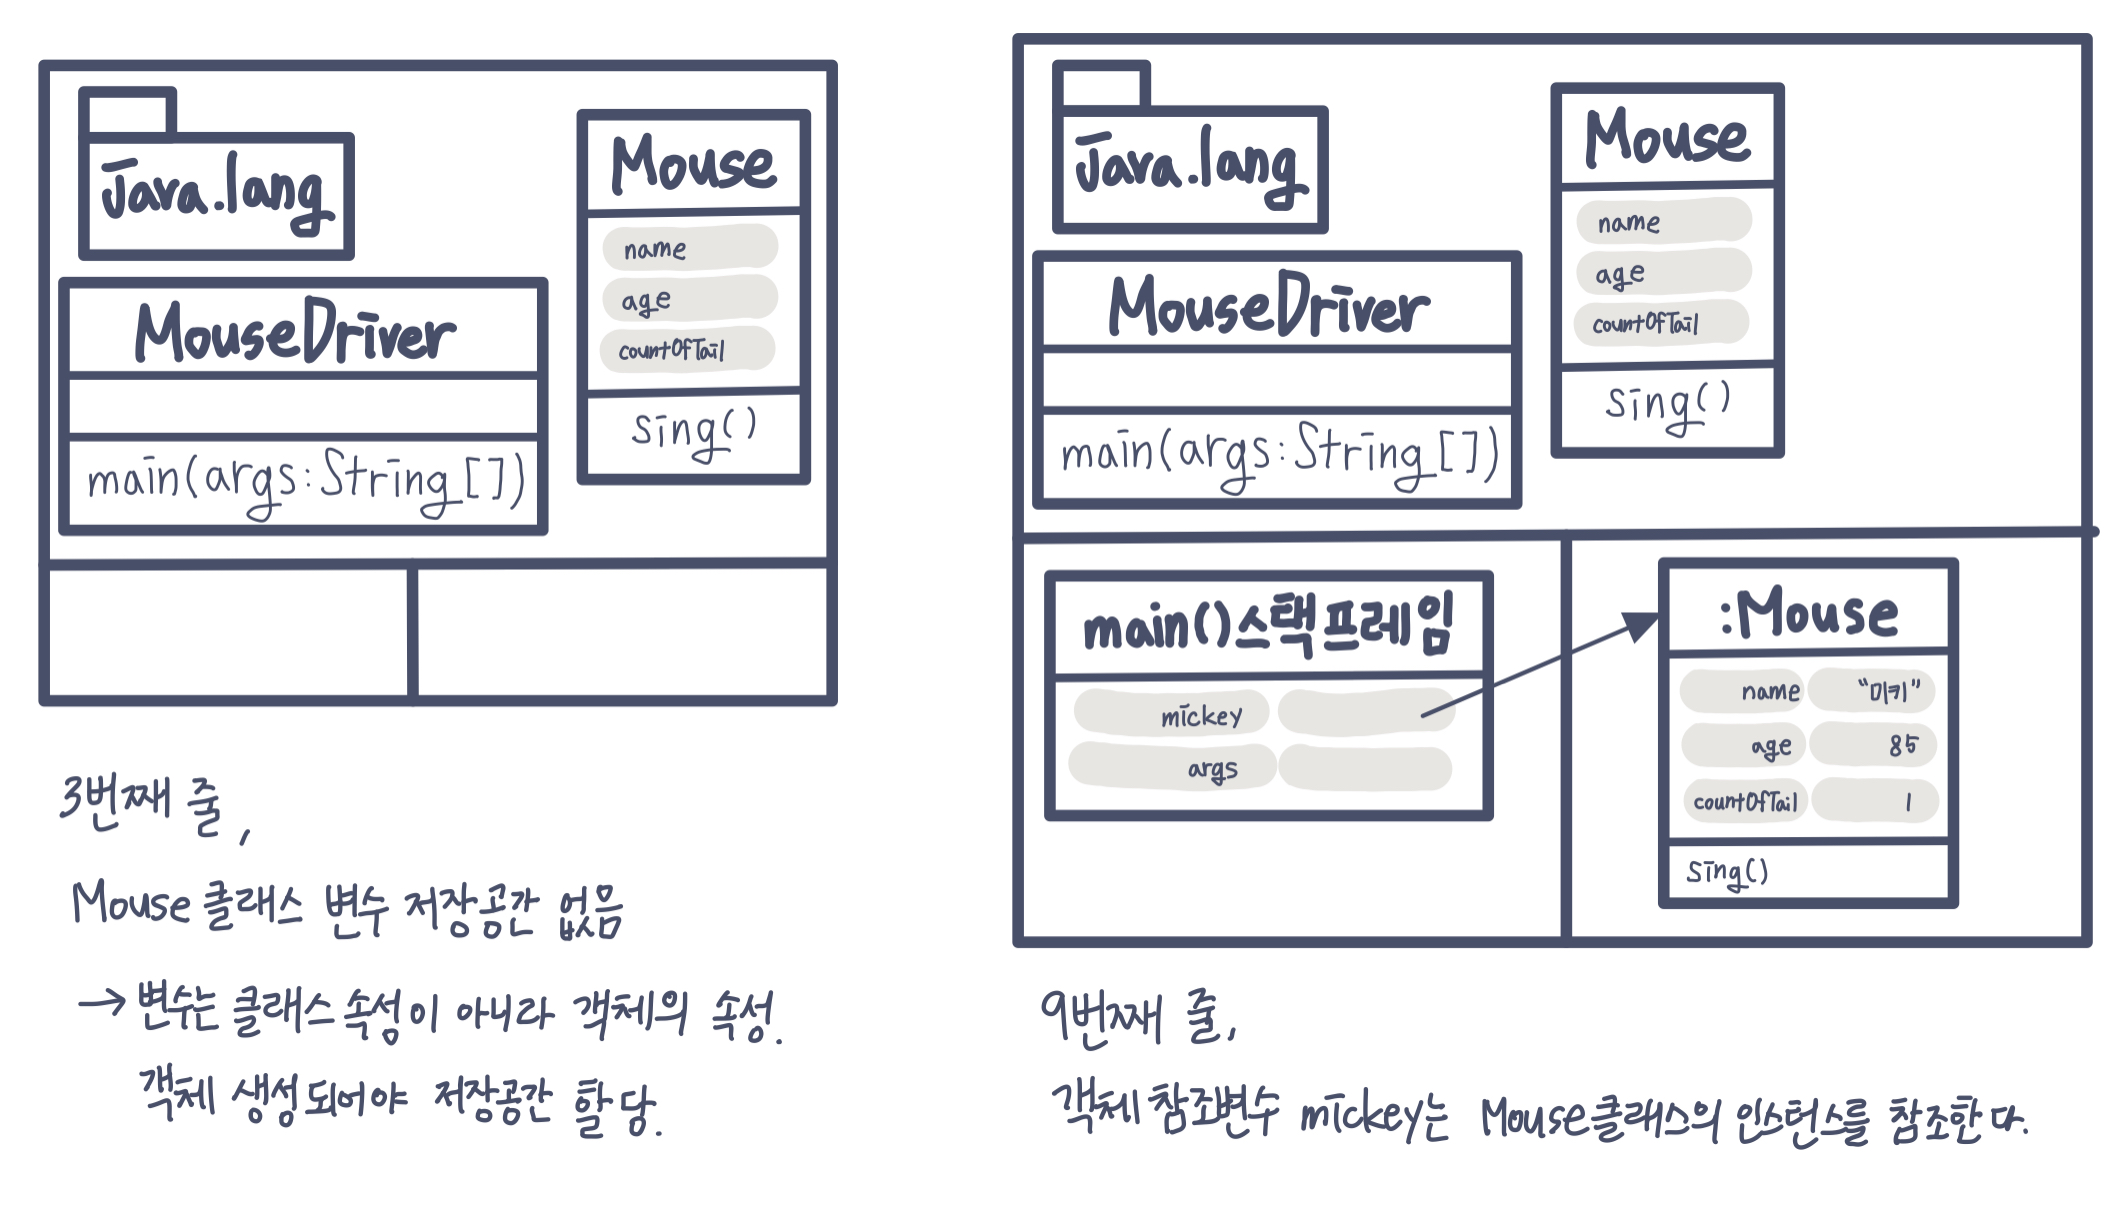 java.lang
Mouse
name
age
countOfTail
sing()
MouseDriver
main(args:String[])
3번째 줄,
Mouse 클래스 변수 저장공간 없음
→ 변수는 클래스 속성이 아니라 객체의 속성.
객체 생성되어야 저장공간 할당.
java.lang
Mouse
name
age
countOfTail
sing()
MouseDriver
main(args:String[])
main()스택프레임
mickey
args
:Mouse
name "미키"
age 85
countOfTail 1
sing()
9번째 줄,
객체 참조변수 mickey는 Mouse클래스의 인스턴스를 참조한다.